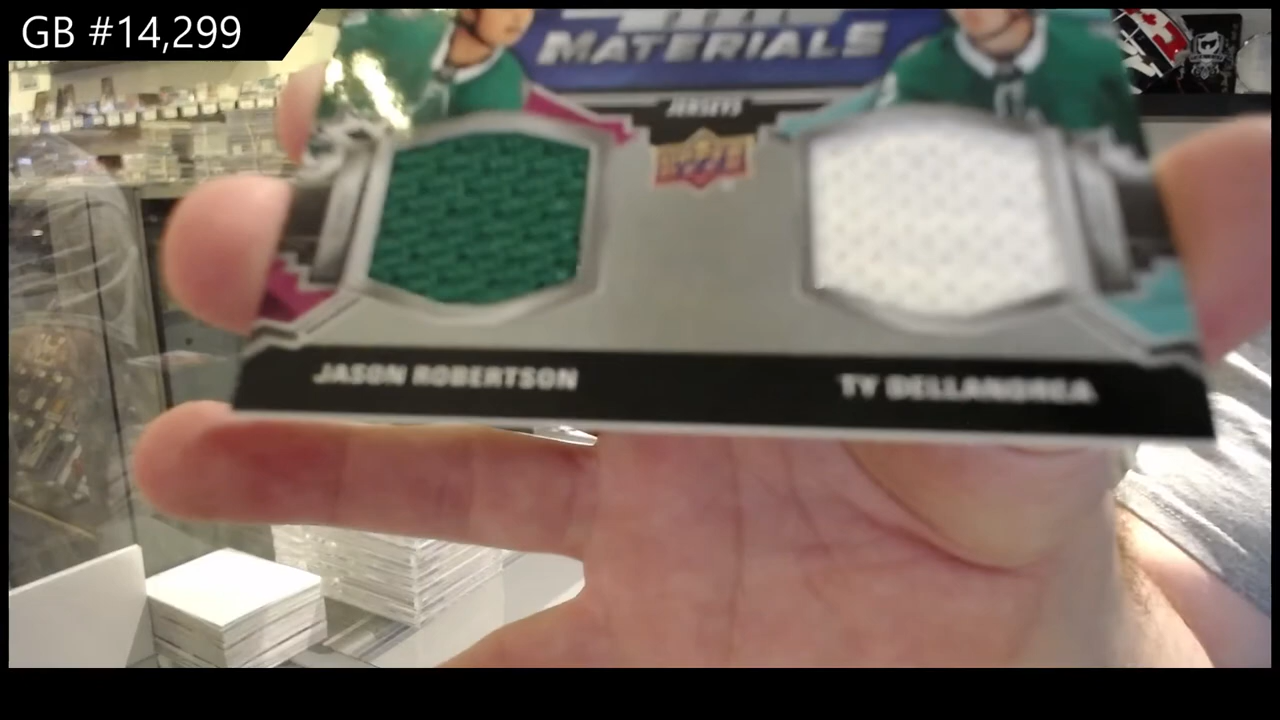 GB #14,299
MATERIALS
JERSEYS
JASON ROBERTSON
TY DELLANDREA